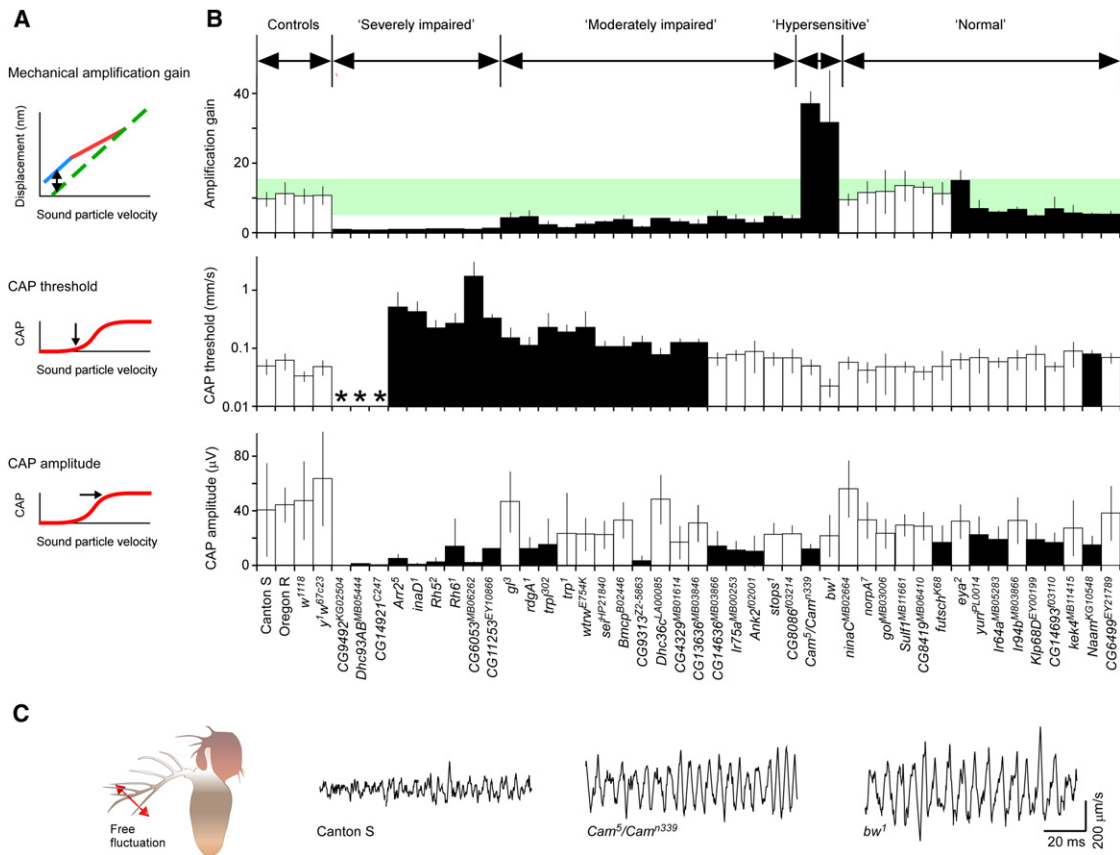 A
B
Controls
‘Severely impaired’
‘Moderately impaired’
‘Hypersensitive’
‘Normal’
Mechanical amplification gain
Displacement (nm)
Sound particle velocity
Amplification gain
40
20
10
0
CAP threshold
CAP
Sound particle velocity
CAP threshold (mm/s)
1
0.1
0.01
* * *
CAP amplitude
CAP
Sound particle velocity
CAP amplitude (µV)
80
40
0
Canton S
Oregon R
w1118
y1w67c23
CG9492KG02504
Dhc93ABMB05444
CG14921C247
Arr25
inaD1
Rh52
Rh61
CG6053MB06262
CG11253EY10866
gl3
rdgA1
trpl302
trp1
wtrwE754K
seiHP21840
BmcpB02446
CG9313Z2-5863
Dhc36cLA00085
CG4329MB01614
CG13636MB03846
CG14636MB03866
Ir75aMB00253
Ank2f02001
stops1
CG8086f03214
Cam5/Camn339
bw1
ninaCMB02664
norpA7
golMB03006
Sulf1MB11661
CG8419MB06410
futschK68
eya2
yuriPL0014
Ir64aMB05283
Ir94bMB03866
Klp68DEY00199
CG14693f03110
kek4MB11415
NaamKG10548
CG6499EY21789
C
Free
fluctuation
Canton S
Cam5/Camn339
bw1
20 ms
200 µm/s